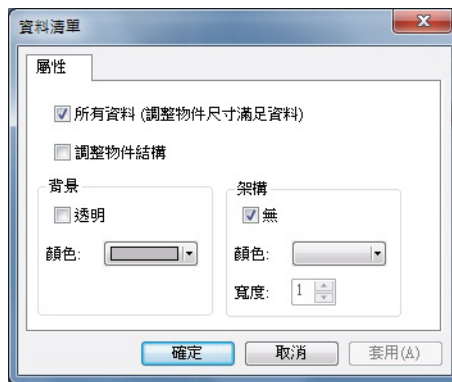 資料清單
屬性
所有資料 (調整物件尺寸滿足資料)
調整物件結構
背景
透明
顏色:
架構
無
顏色:
寬度: 1
確定 取消 套用(A)